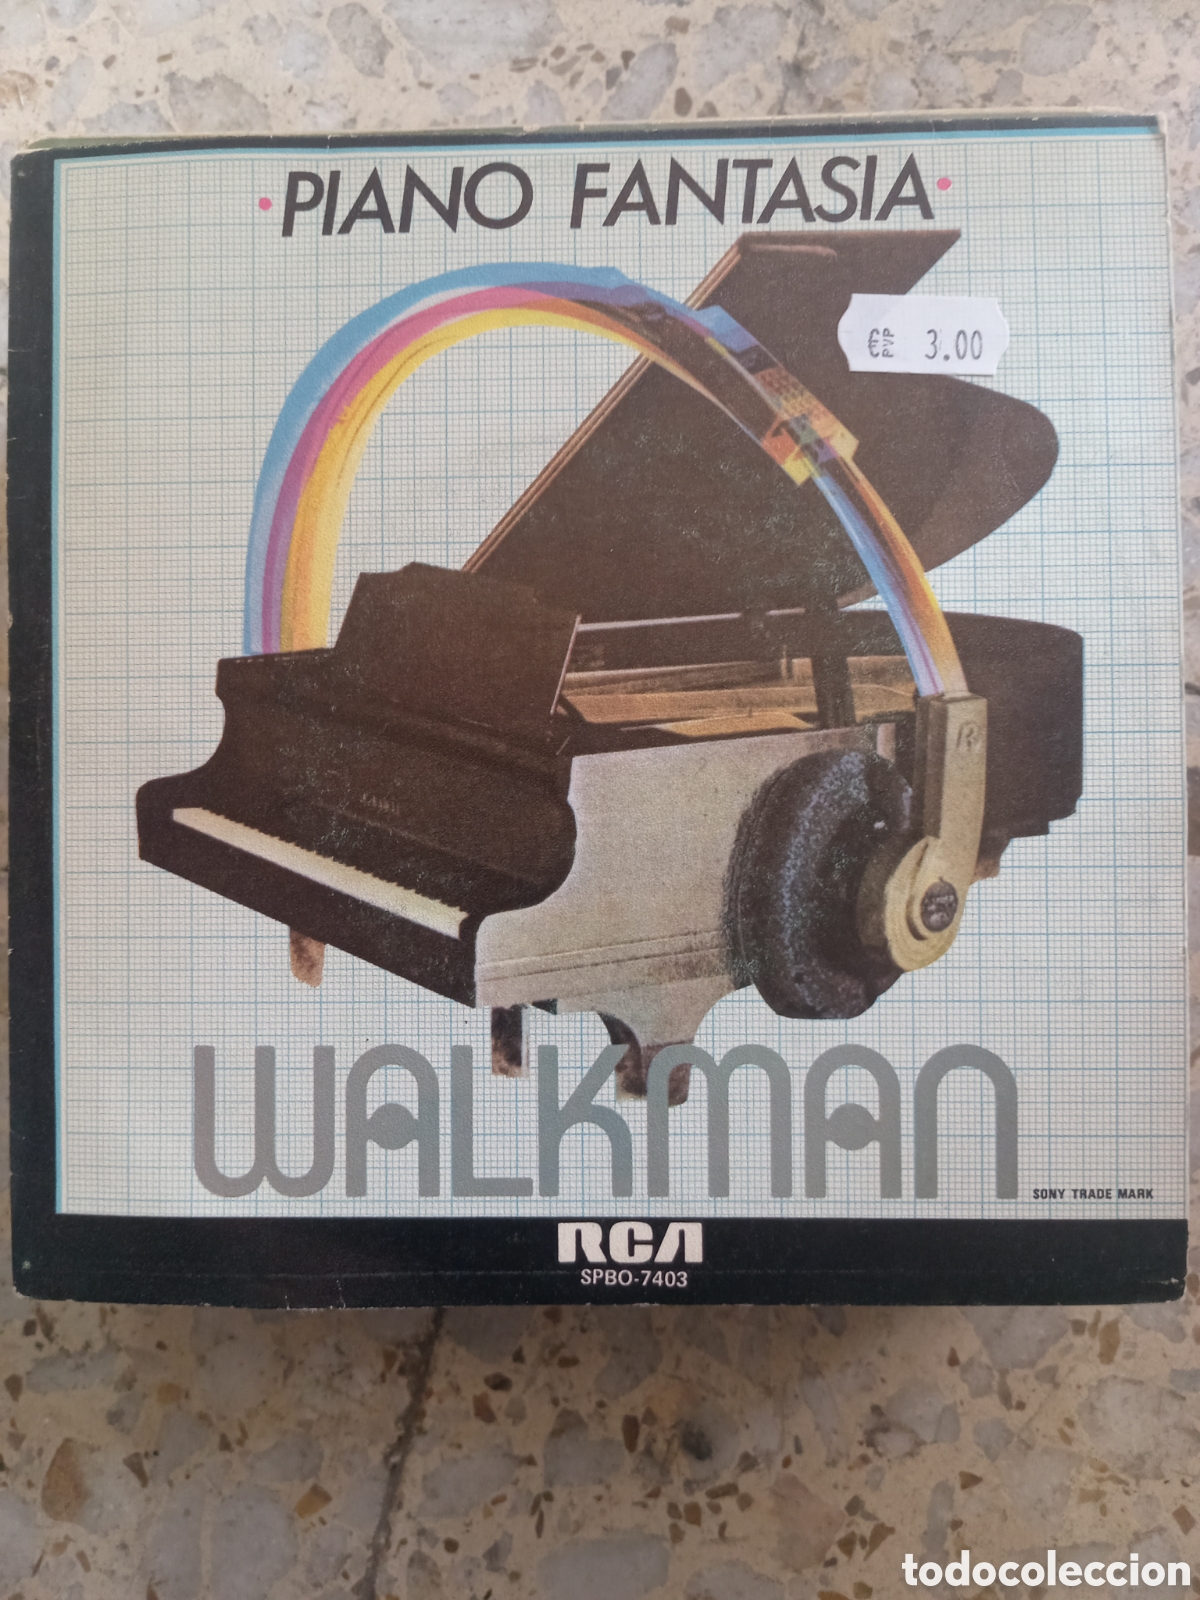 • PIANO FANTASIA •
€ PVP 3.00
R
WALKMAN
SONY TRADE MARK
RCA
SPBO-7403
todocoleccion